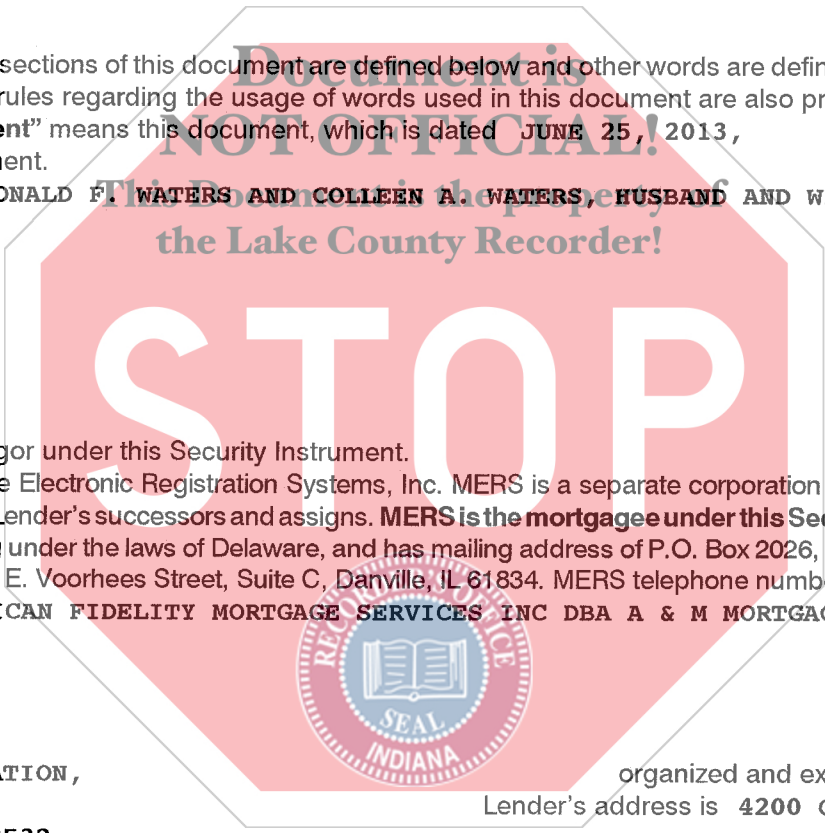 Document is
sections of this document are defined below and other words are defin
rules regarding the usage of words used in this document are also pr
ent" means this document, which is dated JUNE 25, 2013,
NOT OFFICIAL!
ent.
ONALD F. WATERS AND COLLEEN A. WATERS, HUSBAND AND W
This Document is the property of
the Lake County Recorder!
STOP
gor under this Security Instrument.
e Electronic Registration Systems, Inc. MERS is a separate corporation
Lender's successors and assigns. MERS is the mortgagee under this Sec
under the laws of Delaware, and has mailing address of P.O. Box 2026,
E. Voorhees Street, Suite C, Danville, IL 61834. MERS telephone numbe
ICAN FIDELITY MORTGAGE SERVICES INC DBA A & M MORTGAG
RECORDER'S OFFICE
SEAL
INDIANA
ATION,
organized and ex
Lender's address is 4200 C